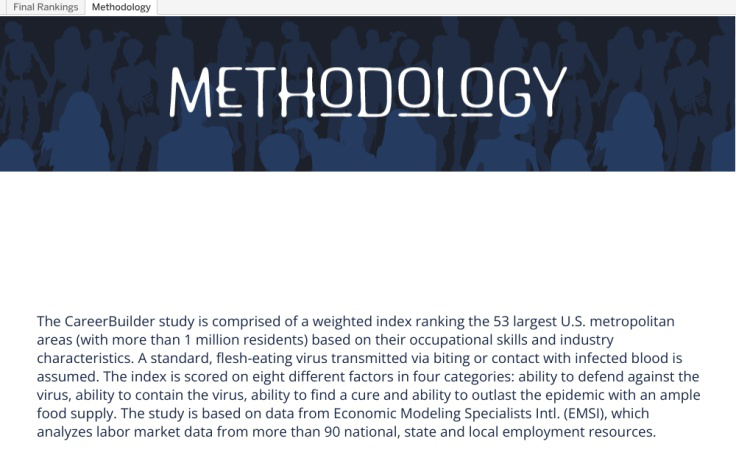 Final Rankings Methodology
METHODOLOGY
The CareerBuilder study is comprised of a weighted index ranking the 53 largest U.S. metropolitan
areas (with more than 1 million residents) based on their occupational skills and industry
characteristics. A standard, flesh-eating virus transmitted via biting or contact with infected blood is
assumed. The index is scored on eight different factors in four categories: ability to defend against the
virus, ability to contain the virus, ability to find a cure and ability to outlast the epidemic with an ample
food supply. The study is based on data from Economic Modeling Specialists Intl. (EMSI), which
analyzes labor market data from more than 90 national, state and local employment resources.